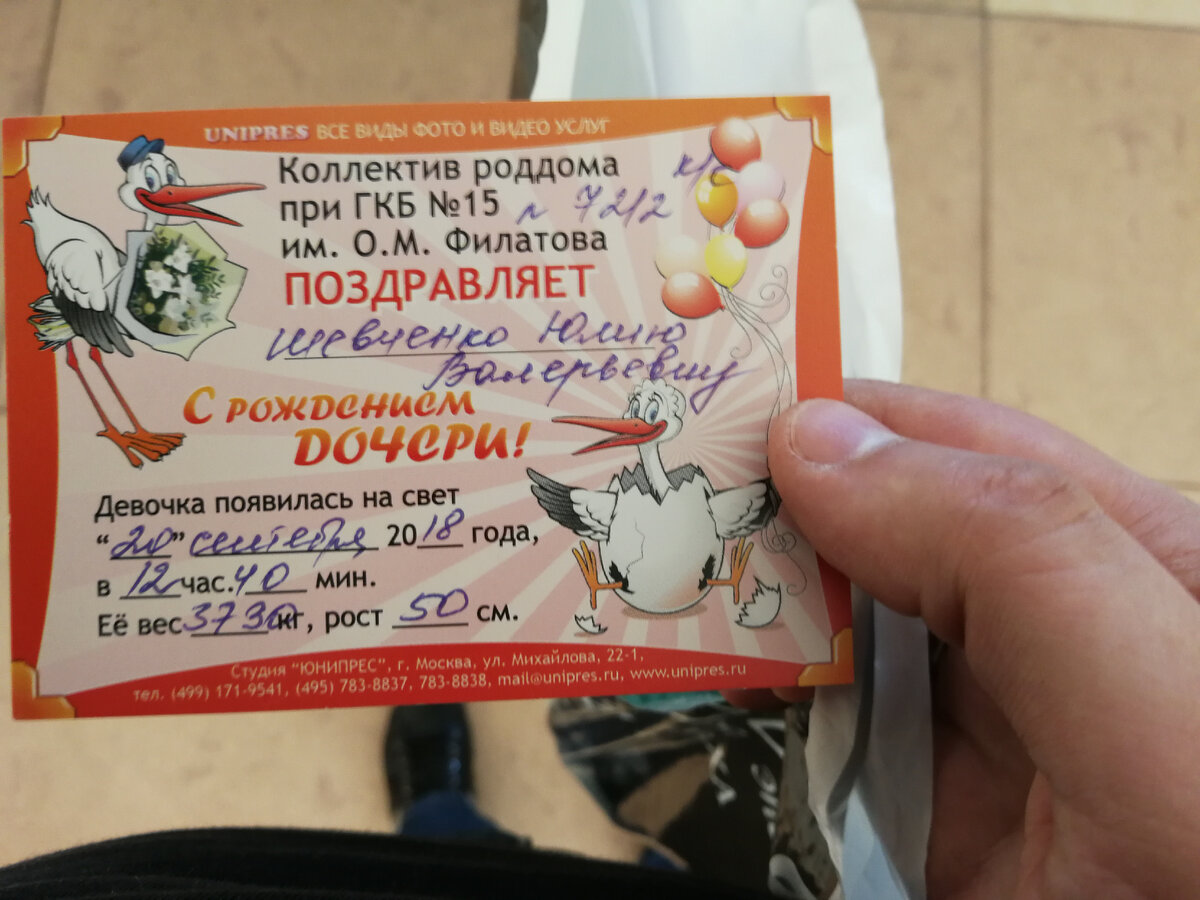 UNIPRES ВСЕ ВИДЫ ФОТО И ВИДЕО УСЛУГ
Коллектив роддома
при ГКБ №15 п 7212 к/с
им. О.М. Филатова
ПОЗДРАВЛЯЕТ
Шевченко Юлию
Валерьевну
С РОЖДЕНИЕМ
ДОЧЕРИ!
Девочка появилась на свет
"20" сентября 2018 года,
в 12 час. 40 мин.
Её вес 3730 кг, рост 50 см.
Студия "ЮНИПРЕС", г. Москва, ул. Михайлова, 22-1,
тел. (499) 171-9541, (495) 783-8837, 783-8838, mail@unipres.ru, www.unipres.ru